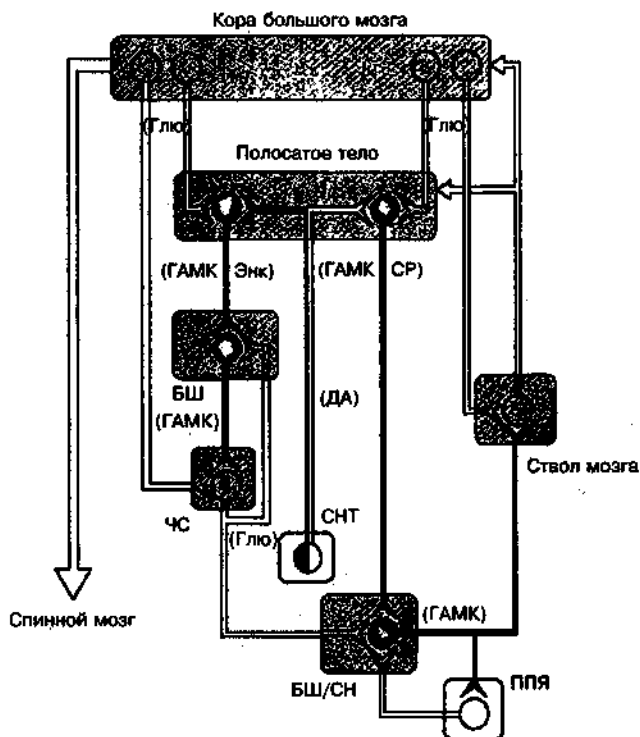 Кора большого мозга
(Глю)
(Глю)
Полосатое тело
(ГАМК Энк)
(ГАМК СР)
БШ
(ГАМК)
(ДА)
Ствол мозга
ЧС
(Глю)
СНТ
Спинной мозг
(ГАМК)
БШ/СН
ППЯ